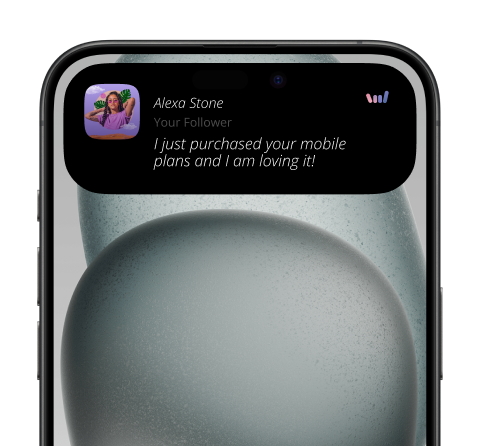 Alexa Stone
Your Follower
I just purchased your mobile
plans and I am loving it!